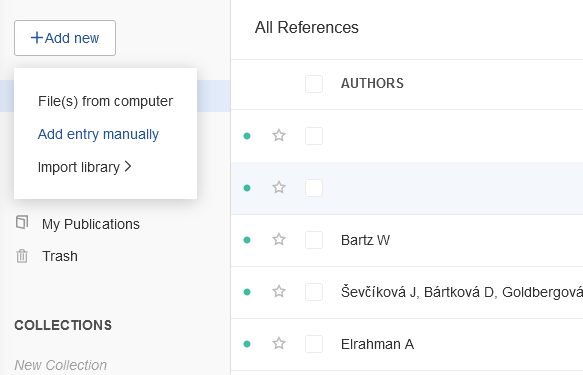 +Add new
File(s) from computer
Add entry manually
Import library >
My Publications
Trash
COLLECTIONS
New Collection
All References
AUTHORS
Bartz W
Ševčíková J, Bártková D, Goldbergová
Elrahman A